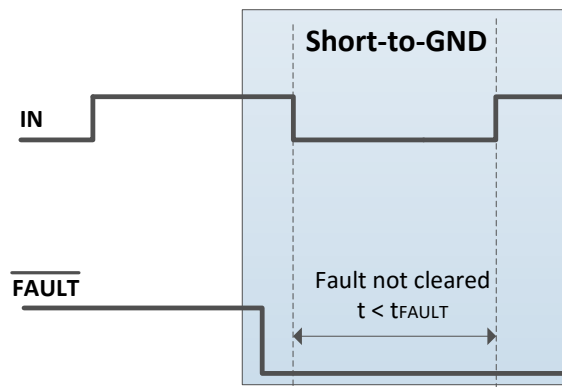 Short-to-GND
IN
FAULT
Fault not cleared
t < tFAULT